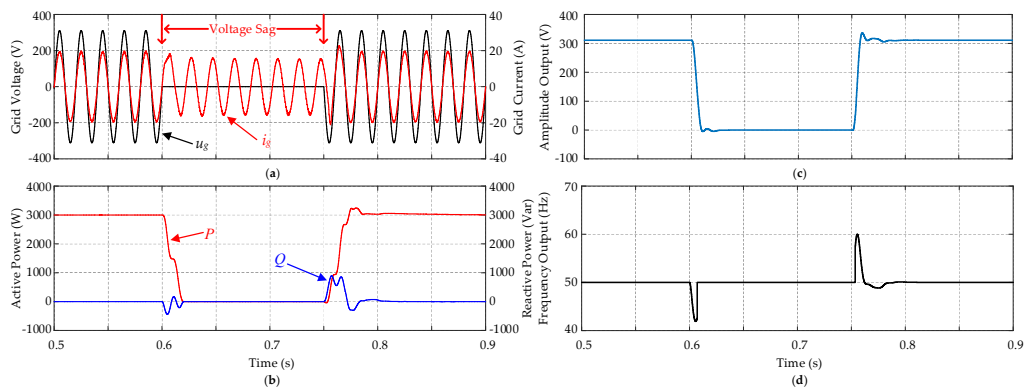 Grid Voltage (V)
400
200
0
-200
-400
Voltage Sag
ug
ig
40
20
0
-20
-40
Grid Current (A)
(a)
Amplitude Output (V)
400
300
200
100
0
-100
(c)
Active Power (W)
4000
3000
2000
1000
0
-1000
P
Q
4000
3000
2000
1000
0
-1000
Reactive Power (Var)
0.5
0.6
0.7
0.8
0.9
Time (s)
(b)
Frequency Output (Hz)
70
60
50
40
0.5
0.6
0.7
0.8
0.9
Time (s)
(d)